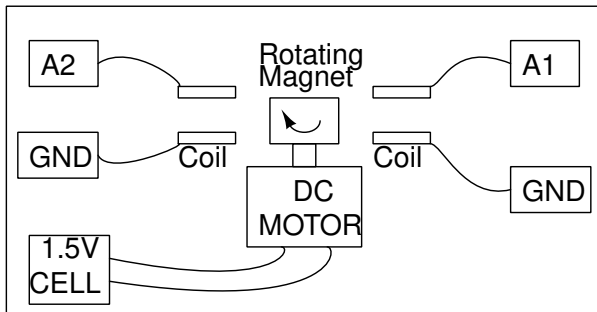 A2
Rotating
Magnet
A1
GND
Coil
Coil
GND
DC
MOTOR
1.5V
CELL